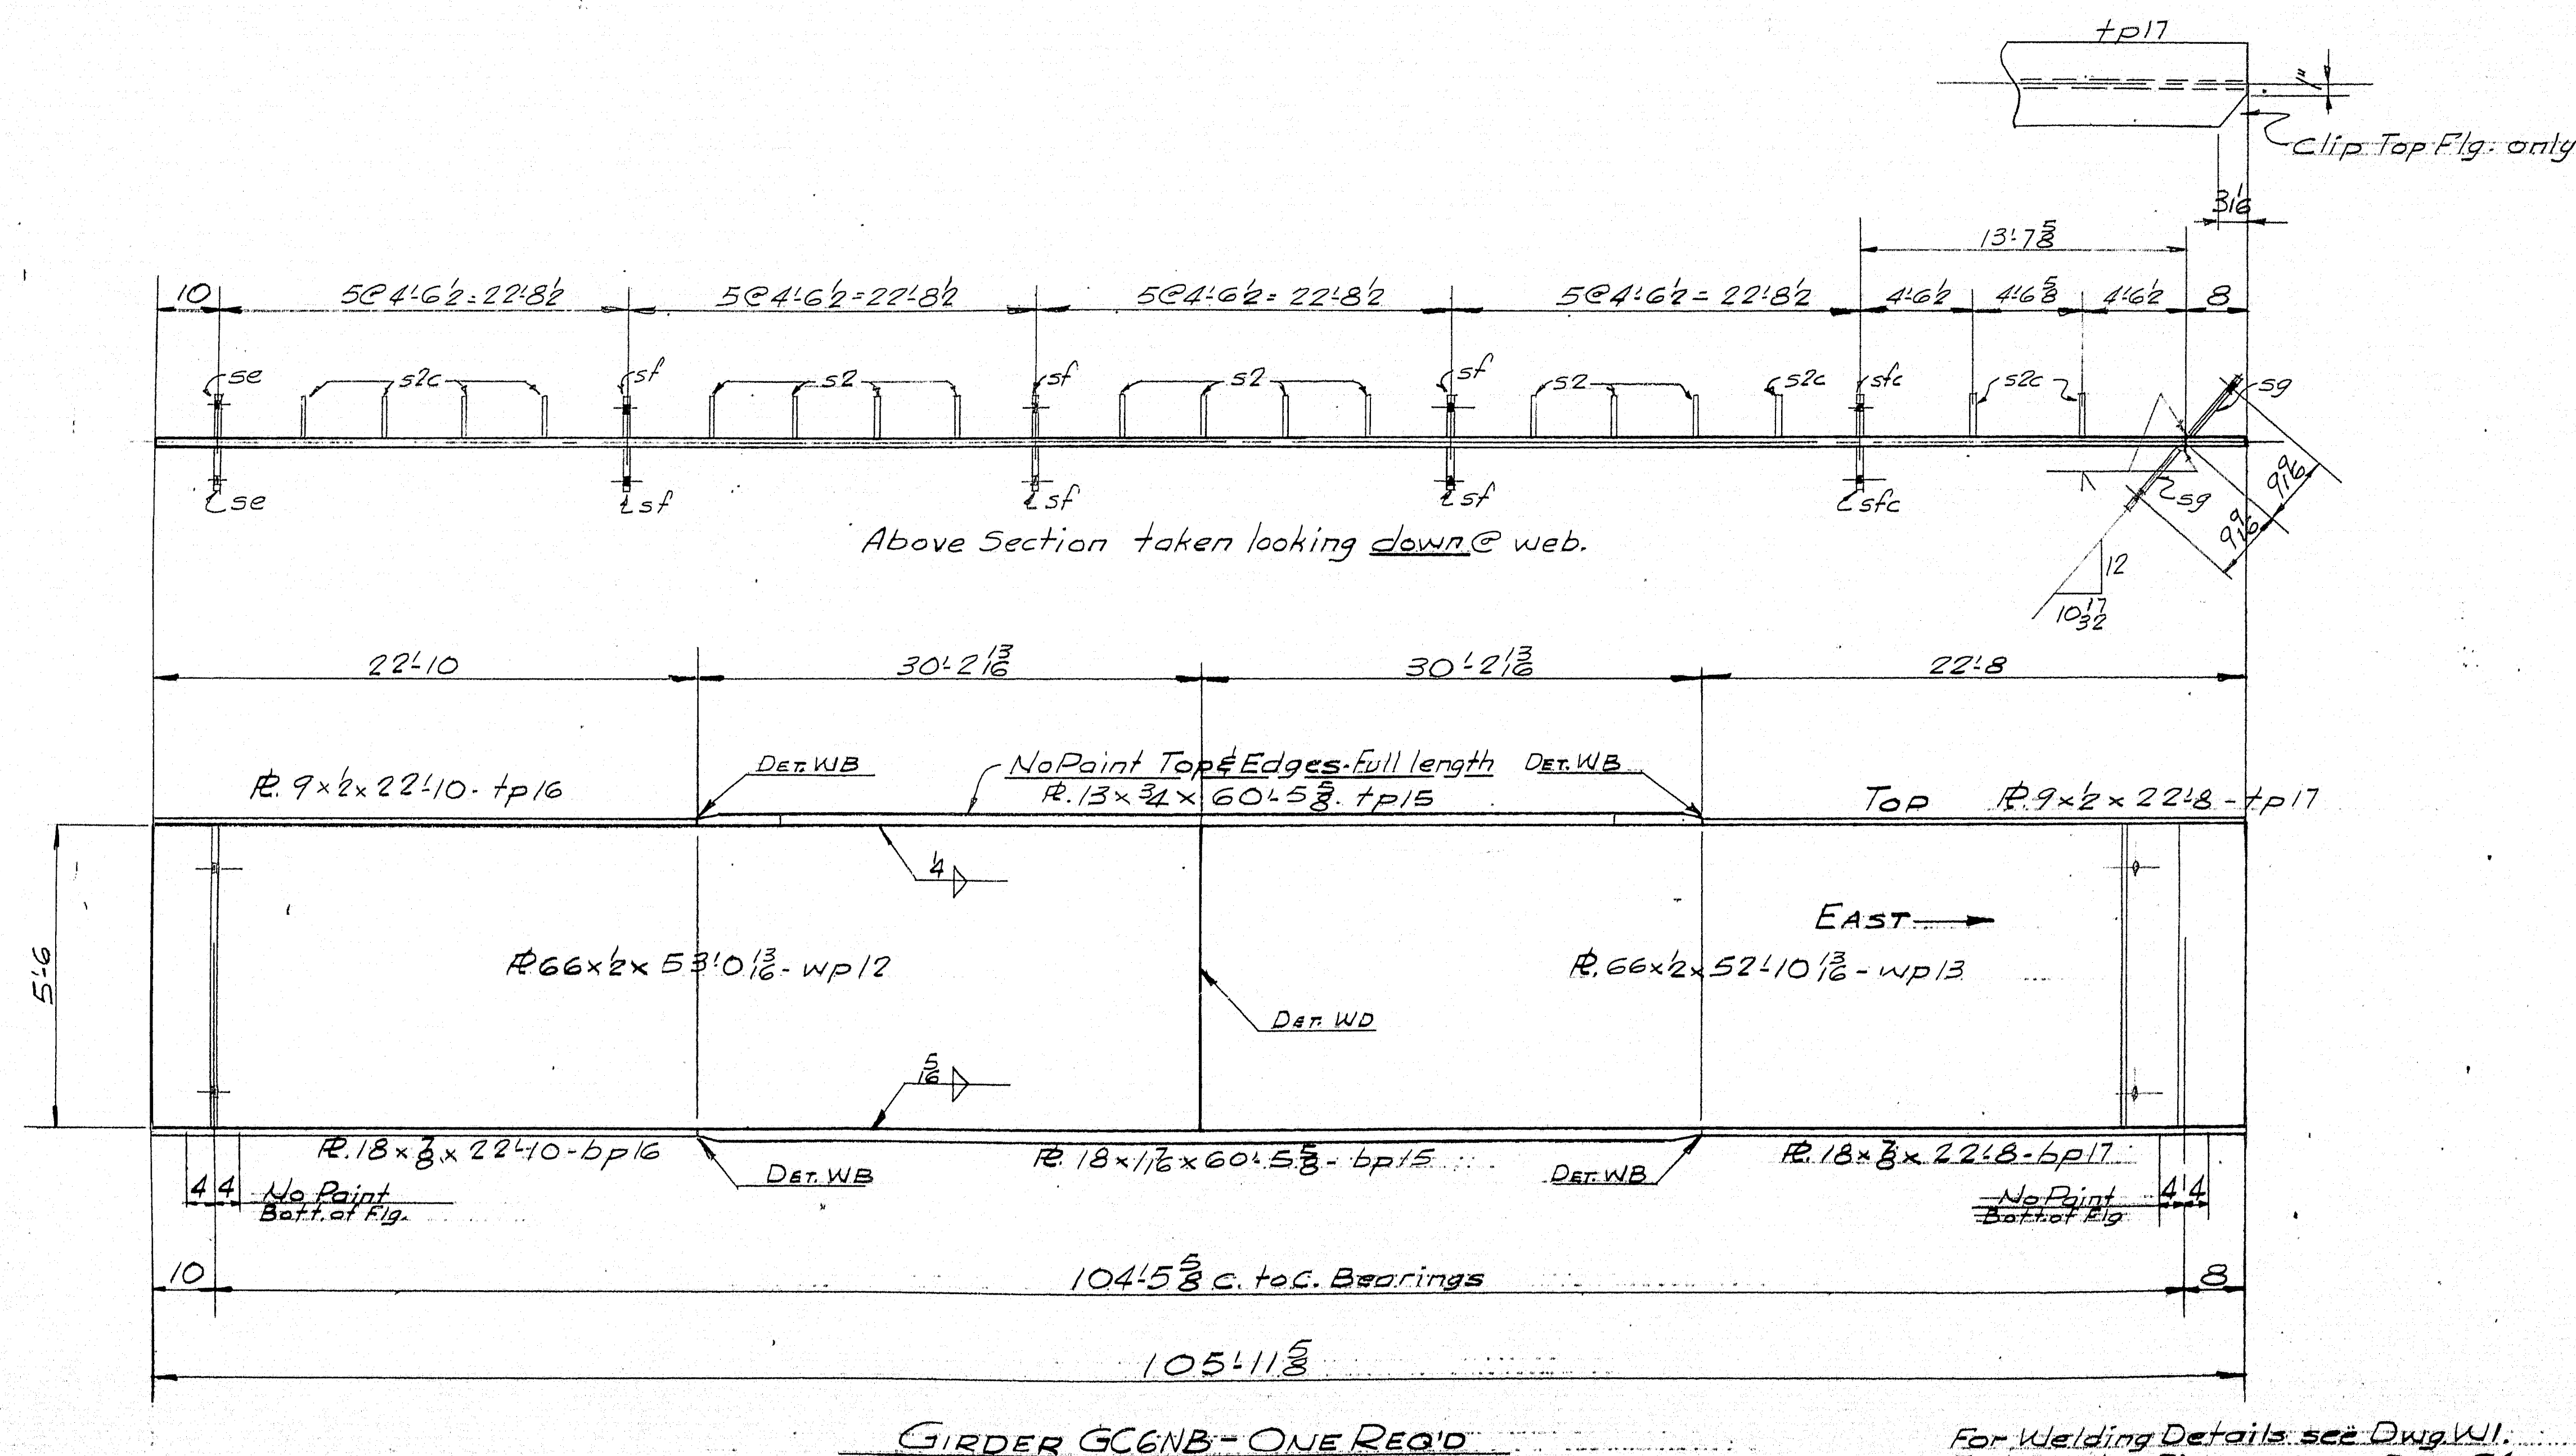 tp17
1"
Clip Top Flg. only
3 1/16
13'-7 5/8
10 5@4'-6 1/2=22'-8 1/2 5@4'-6 1/2=22'-8 1/2 5@4'-6 1/2=22'-8 1/2 5@4'-6 1/2=22'-8 1/2 4'-6 1/2 4'-6 5/8 4'-6 1/2 8
se s2c sf s2 sf s2 sf s2 s2c sfc s2c sg
se sf sf sf sfc sg
9 9/16
9 9/16
Above Section taken looking down @ web.
12
10 17/32
22'-10 30'-2 13/16 30'-2 13/16 22'-8
DET. WB No Paint Top & Edges-Full length DET. WB
PL. 9 x 1/2 x 22'-10 - tp16 PL. 13 x 3/4 x 60'-5 5/8 - tp15 TOP PL. 9 x 1/2 x 22'-8 - tp17
1/4
EAST
5'-6
PL 66 x 1/2 x 53'-0 13/16 - wp12 PL. 66 x 1/2 x 52'-10 13/16 - wp13
DET. WD
5/16
PL. 18 x 7/8 x 22'-10 - bp16 PL. 18 x 1 7/16 x 60'-5 5/8 - bp15 PL. 18 x 7/8 x 22'-8 - bp17
DET. WB DET. WB
4 4 No Paint No Paint 4 4
Bott. of Flg. Bott. of Flg
10 104'-5 5/8 c. to c. Bearings 8
105'-11 5/8
GIRDER GC6NB - ONE REQ'D
For Welding Details see Dwg. W1.